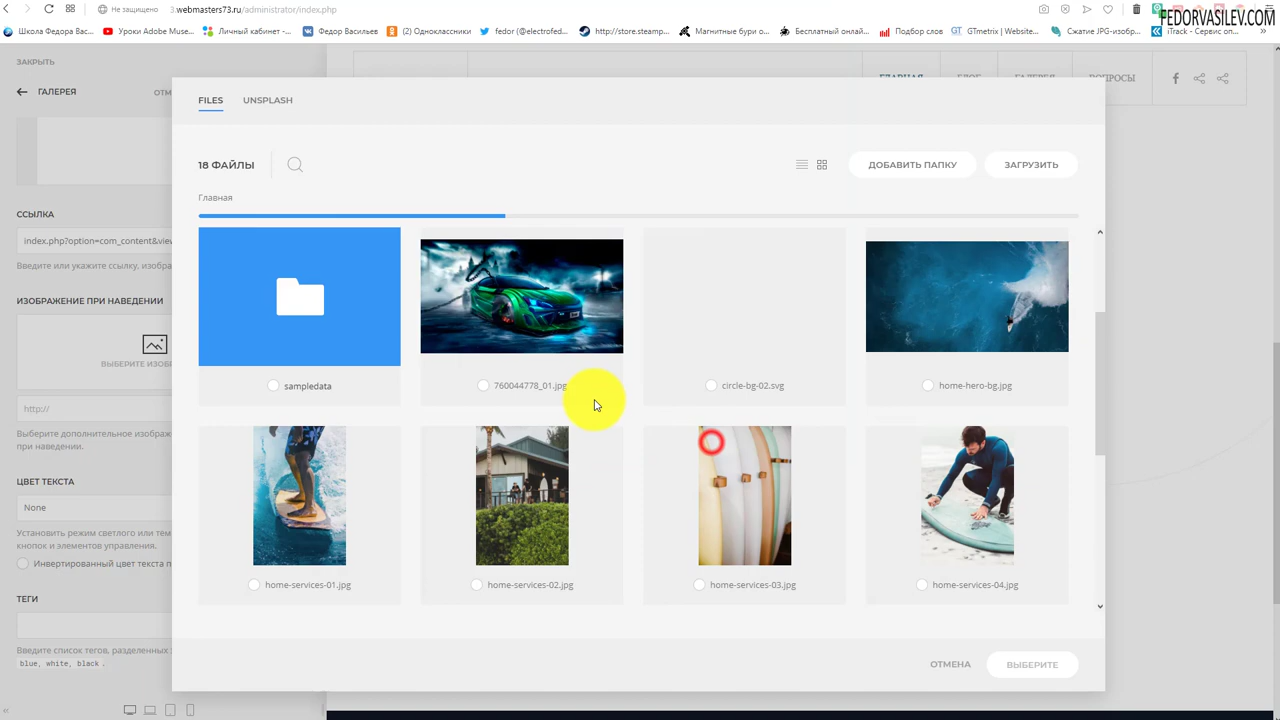 Не защищено
3.webmasters73.ru/administrator/index.php
FEDORVASILEV.COM
Школа Федора Вас... Уроки Adobe Muse... Личный кабинет -... Федор Васильев (2) Одноклассники fedor (@electrofed... http://store.steamp... Магнитные бури о... Бесплатный онлай... Подбор слов GTmetrix | Website... Сжатие JPG-изобр... iTrack - Сервис оп...
ЗАКРЫТЬ
ГЛАВНАЯ БЛОГ ГАЛЕРЕЯ ВОПРОСЫ
ГАЛЕРЕЯ
ОТМ
FILES UNSPLASH
18 ФАЙЛЫ
ДОБАВИТЬ ПАПКУ ЗАГРУЗИТЬ
Главная
ССЫЛКА
index.php?option=com_content&view
Введите или укажите ссылку, изобра
ИЗОБРАЖЕНИЕ ПРИ НАВЕДЕНИИ
ВЫБЕРИТЕ ИЗОБ
http://
Выберите дополнительное изображ
при наведении.
ЦВЕТ ТЕКСТА
None
Установить режим светлого или тем
кнопок и элементов управления.
Инвертированный цвет текста п
ТЕГИ
Введите список тегов, разделенных з
blue, white, black.
sampledata 760044778_01.jpg circle-bg-02.svg home-hero-bg.jpg
home-services-01.jpg home-services-02.jpg home-services-03.jpg home-services-04.jpg
ОТМЕНА ВЫБЕРИТЕ